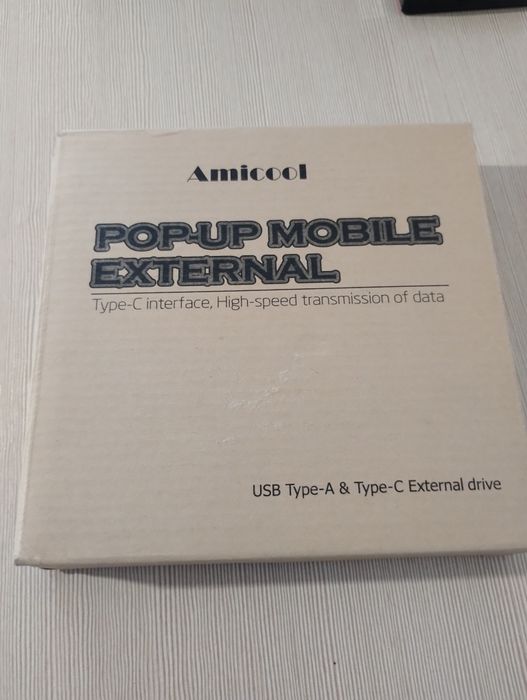 Amicool
POP-UP MOBILE
EXTERNAL
Type-C interface, High-speed transmission of data
USB Type-A & Type-C External drive